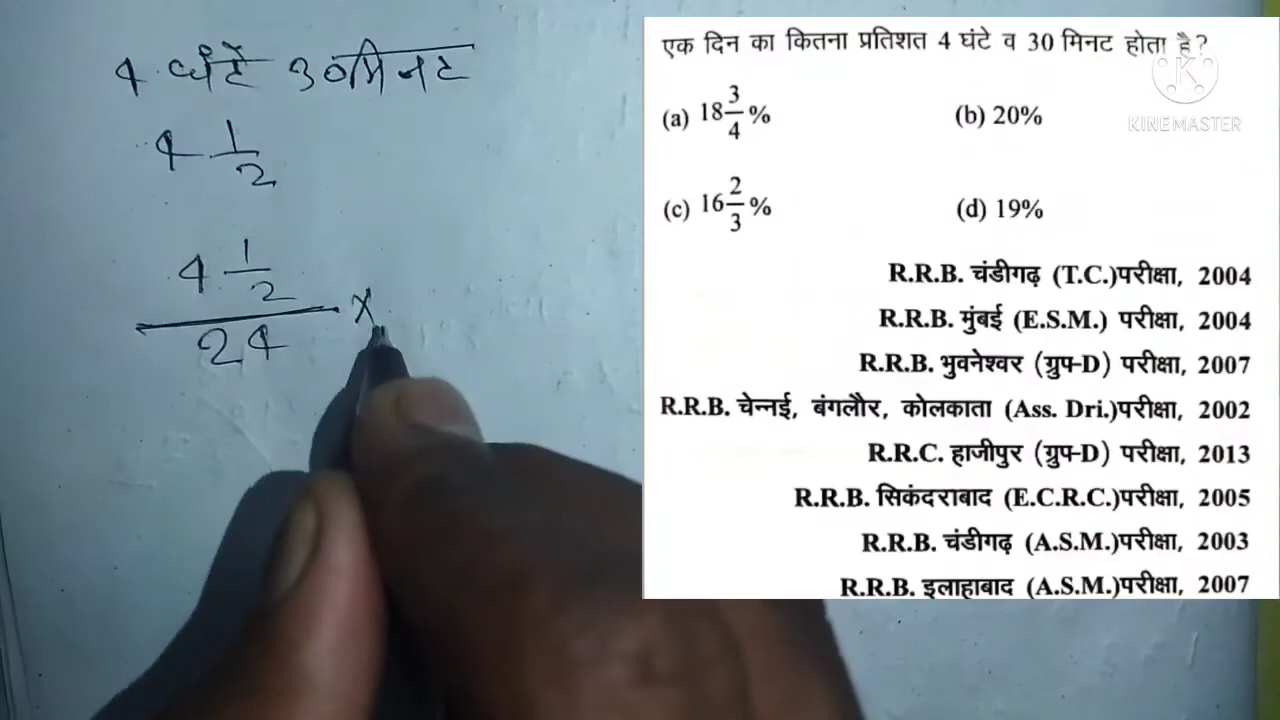 4 घंटे 30 मिनट
4 1/2
4 1/2
24 ×
एक दिन का कितना प्रतिशत 4 घंटे व 30 मिनट होता है?
(a) 18 3/4 % (b) 20%
(c) 16 2/3 % (d) 19%
R.R.B. चंडीगढ़ (T.C.)परीक्षा, 2004
R.R.B. मुंबई (E.S.M.) परीक्षा, 2004
R.R.B. भुवनेश्वर (ग्रुप-D) परीक्षा, 2007
R.R.B. चेन्नई, बंगलौर, कोलकाता (Ass. Dri.)परीक्षा, 2002
R.R.C. हाजीपुर (ग्रुप-D) परीक्षा, 2013
R.R.B. सिकंदराबाद (E.C.R.C.)परीक्षा, 2005
R.R.B. चंडीगढ़ (A.S.M.)परीक्षा, 2003
R.R.B. इलाहाबाद (A.S.M.)परीक्षा, 2007
K
KINEMASTER